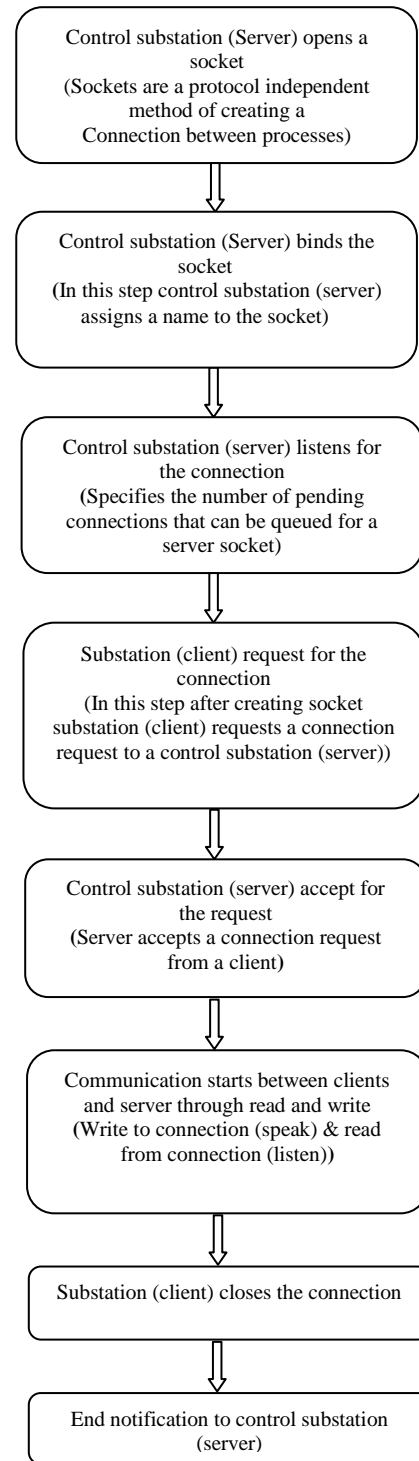 Control substation (Server) opens a
socket
(Sockets are a protocol independent
method of creating a
Connection between processes)
Control substation (Server) binds the
socket
(In this step control substation (server)
assigns a name to the socket)
Control substation (server) listens for
the connection
(Specifies the number of pending
connections that can be queued for a
server socket)
Substation (client) request for the
connection
(In this step after creating socket
substation (client) requests a connection
request to a control substation (server))
Control substation (server) accept for
the request
(Server accepts a connection request
from a client)
Communication starts between clients
and server through read and write
(Write to connection (speak) & read
from connection (listen))
Substation (client) closes the connection
End notification to control substation
(server)